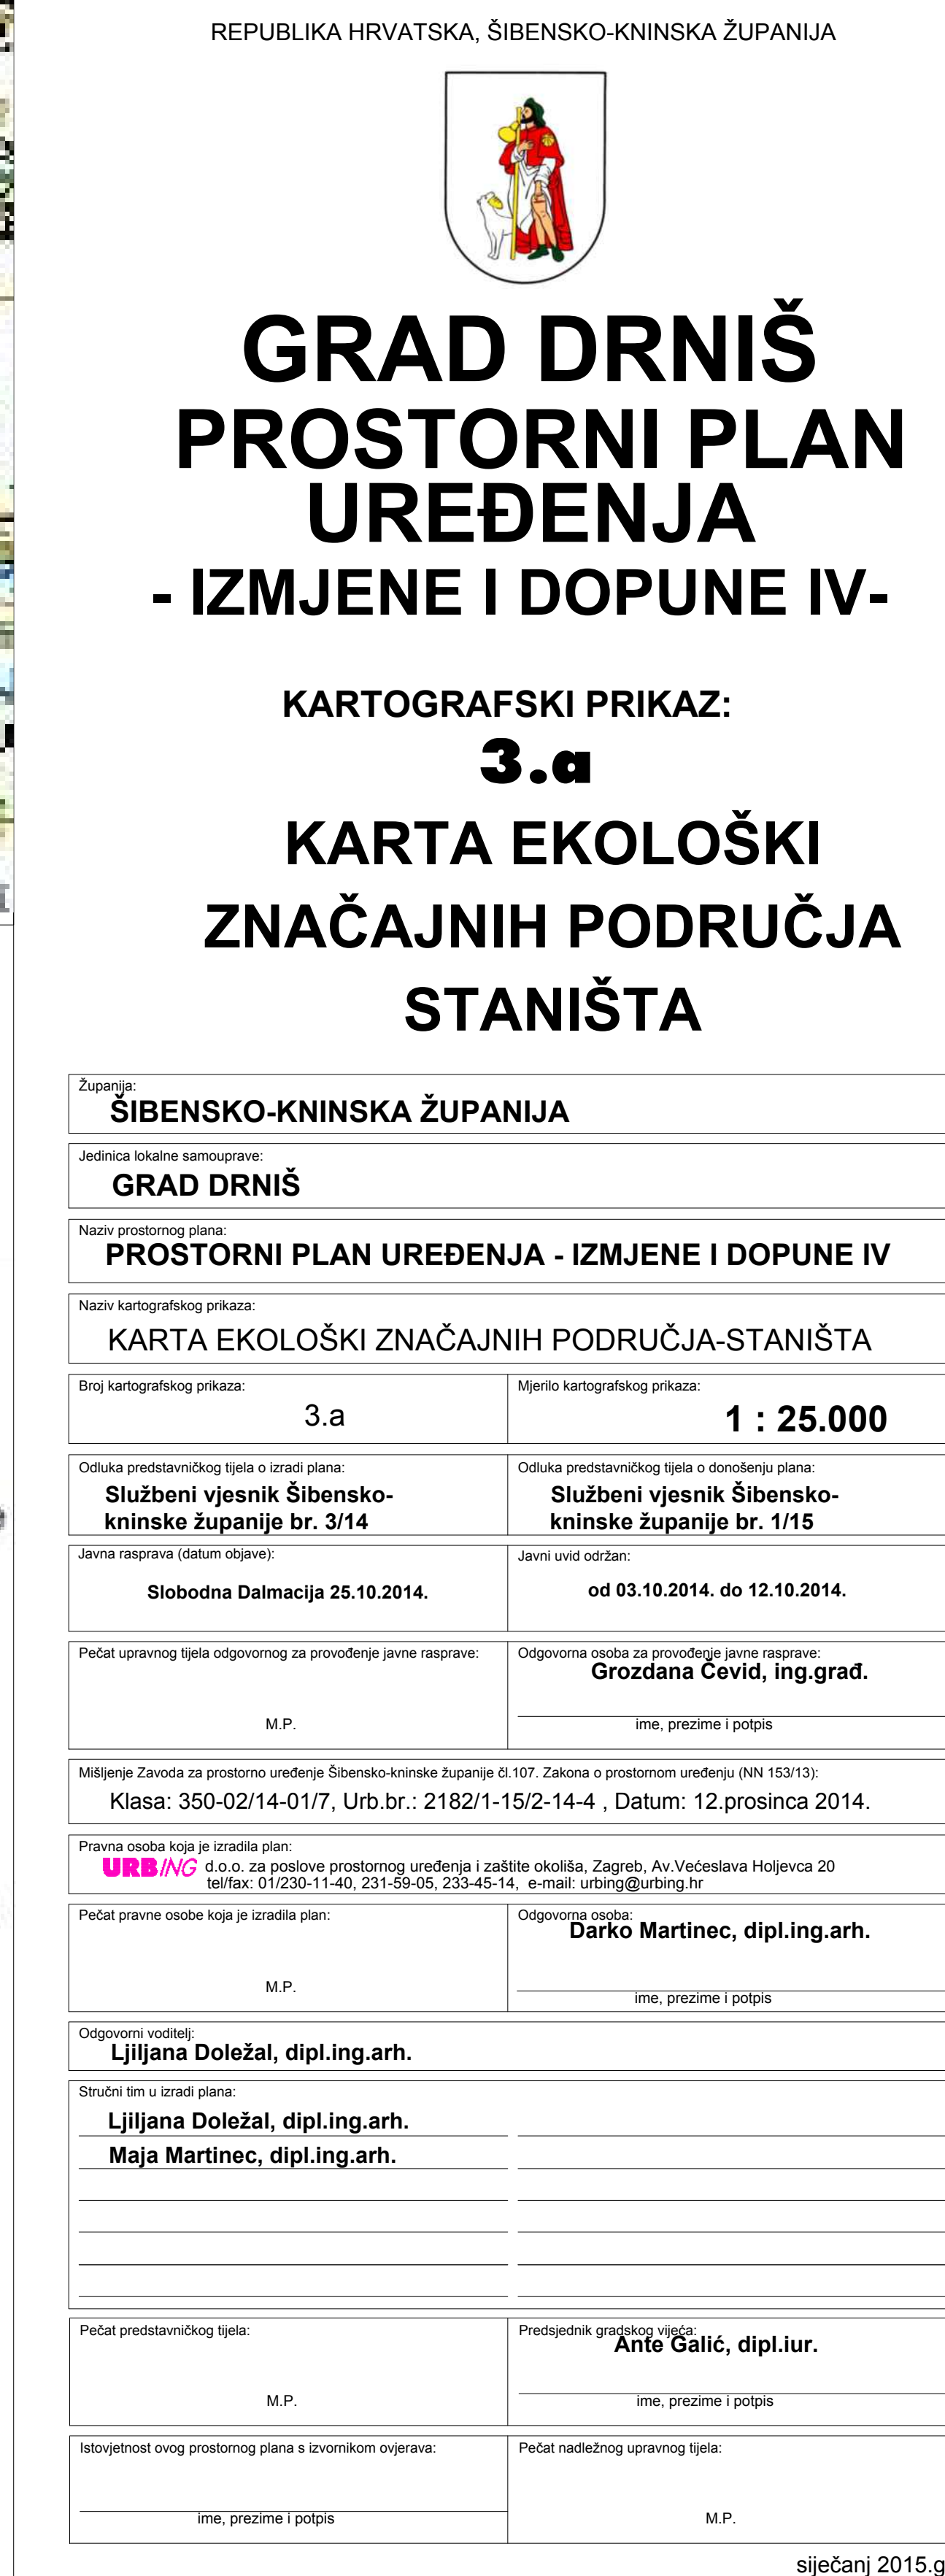 REPUBLIKA HRVATSKA, ŠIBENSKO-KNINSKA ŽUPANIJA
GRAD DRNIŠ
PROSTORNI PLAN
UREĐENJA
- IZMJENE I DOPUNE IV-
KARTOGRAFSKI PRIKAZ:
3.a
KARTA EKOLOŠKI
ZNAČAJNIH PODRUČJA
STANIŠTA
Županija:
ŠIBENSKO-KNINSKA ŽUPANIJA
Jedinica lokalne samouprave:
GRAD DRNIŠ
Naziv prostornog plana:
PROSTORNI PLAN UREĐENJA - IZMJENE I DOPUNE IV
Naziv kartografskog prikaza:
KARTA EKOLOŠKI ZNAČAJNIH PODRUČJA-STANIŠTA
Broj kartografskog prikaza:
3.a
Mjerilo kartografskog prikaza:
1 : 25.000
Odluka predstavničkog tijela o izradi plana:
Službeni vjesnik Šibensko-
kninske županije br. 3/14
Odluka predstavničkog tijela o donošenju plana:
Službeni vjesnik Šibensko-
kninske županije br. 1/15
Javna rasprava (datum objave):
Slobodna Dalmacija 25.10.2014.
Javni uvid održan:
od 03.10.2014. do 12.10.2014.
Pečat upravnog tijela odgovornog za provođenje javne rasprave:
M.P.
Odgovorna osoba za provođenje javne rasprave:
Grozdana Čevid, ing.građ.
ime, prezime i potpis
Mišljenje Zavoda za prostorno uređenje Šibensko-kninske županije čl.107. Zakona o prostornom uređenju (NN 153/13):
Klasa: 350-02/14-01/7, Urb.br.: 2182/1-15/2-14-4 , Datum: 12.prosinca 2014.
Pravna osoba koja je izradila plan:
URBING d.o.o. za poslove prostornog uređenja i zaštite okoliša, Zagreb, Av.Većeslava Holjevca 20
tel/fax: 01/230-11-40, 231-59-05, 233-45-14, e-mail: urbing@urbing.hr
Pečat pravne osobe koja je izradila plan:
M.P.
Odgovorna osoba:
Darko Martinec, dipl.ing.arh.
ime, prezime i potpis
Odgovorni voditelj:
Ljiljana Doležal, dipl.ing.arh.
Stručni tim u izradi plana:
Ljiljana Doležal, dipl.ing.arh.
Maja Martinec, dipl.ing.arh.
Pečat predstavničkog tijela:
M.P.
Predsjednik gradskog vijeća:
Ante Galić, dipl.iur.
ime, prezime i potpis
Istovjetnost ovog prostornog plana s izvornikom ovjerava:
ime, prezime i potpis
Pečat nadležnog upravnog tijela:
M.P.
siječanj 2015.g